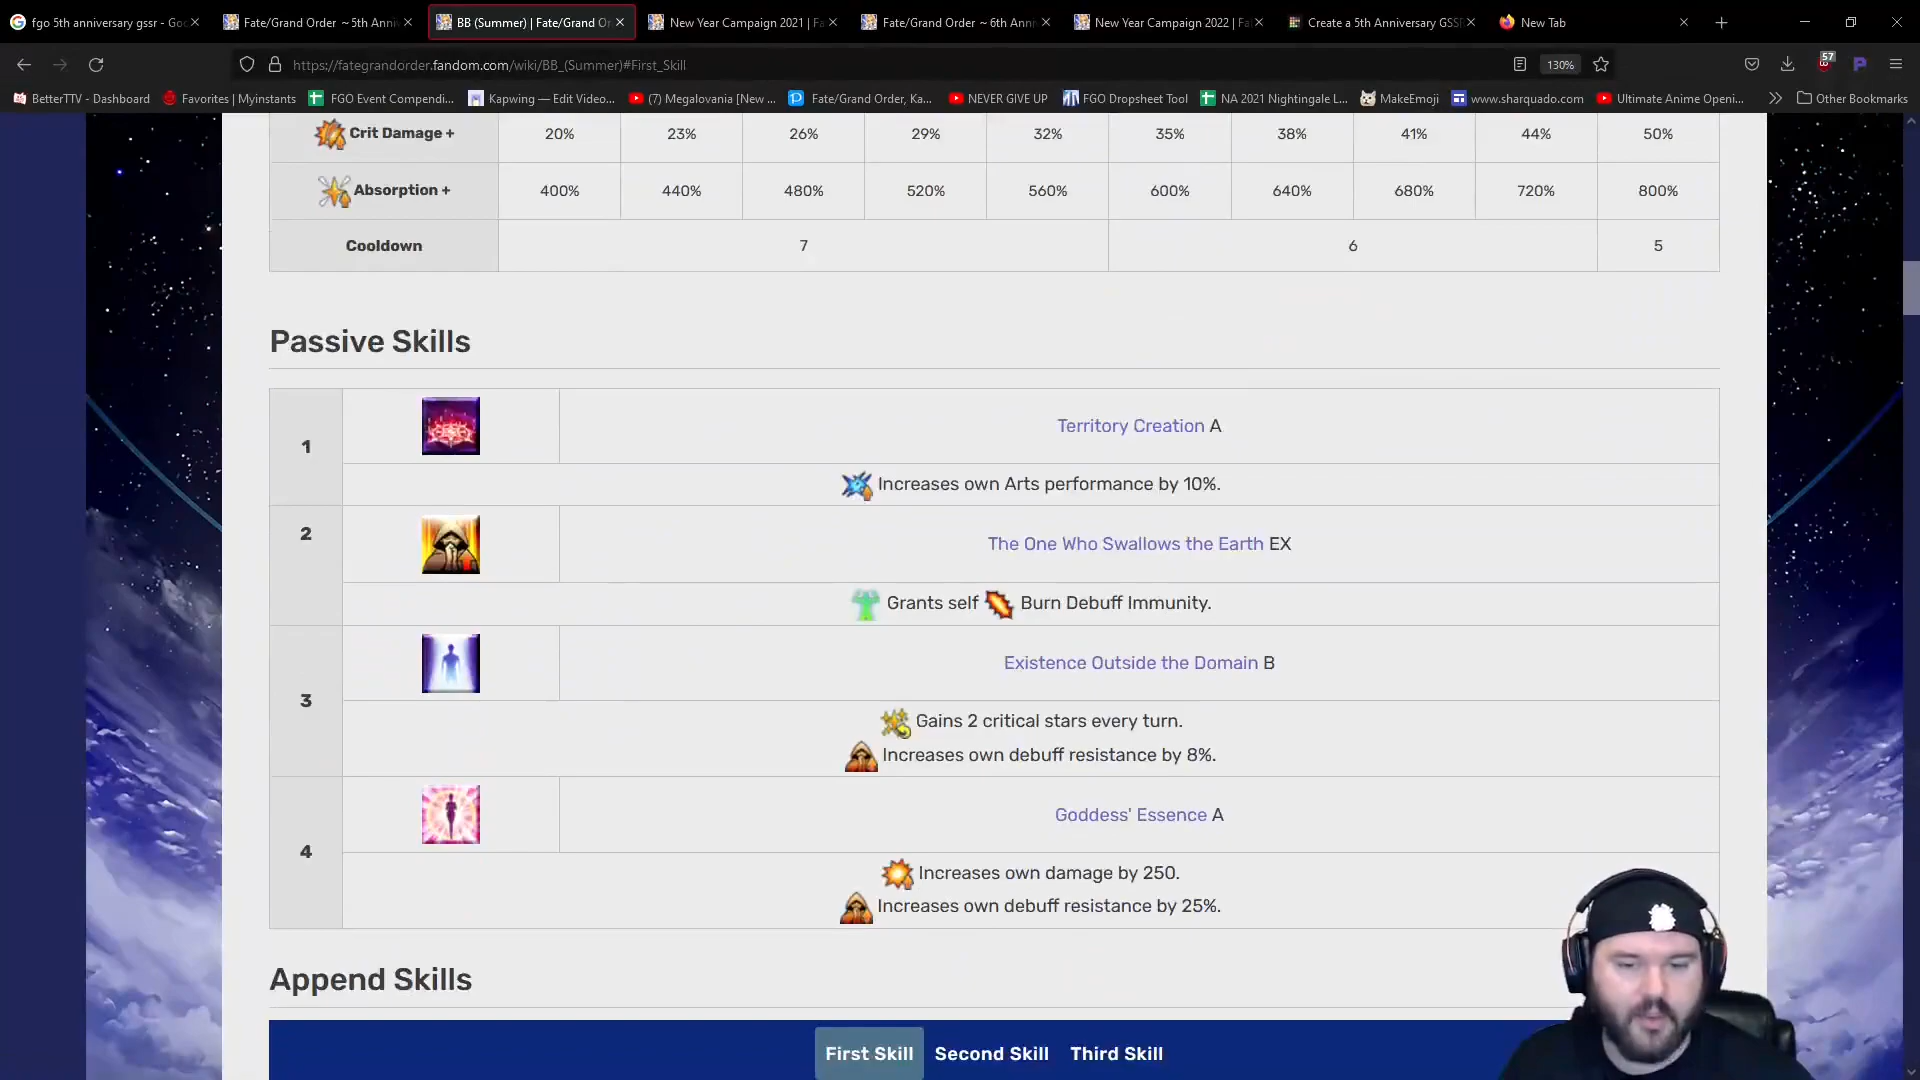 fgo 5th anniversary gssr - Goo
Fate/Grand Order ~5th Anni
BB (Summer) | Fate/Grand Or
New Year Campaign 2021 | Fa
Fate/Grand Order ~6th Ann
New Year Campaign 2022 | Fa
Create a 5th Anniversary GSSR
New Tab
https://fategrandorder.fandom.com/wiki/BB_(Summer)#First_Skill
130%
57
BetterTTV - Dashboard
Favorites | Myinstants
FGO Event Compendi...
Kapwing — Edit Video...
(7) Megalovania [New ...
Fate/Grand Order, Ka...
NEVER GIVE UP
FGO Dropsheet Tool
NA 2021 Nightingale L...
MakeEmoji
www.sharquado.com
Ultimate Anime Openi...
Other Bookmarks
Crit Damage + 20% 23% 26% 29% 32% 35% 38% 41% 44% 50%
Absorption + 400% 440% 480% 520% 560% 600% 640% 680% 720% 800%
Cooldown 7 6 5
Passive Skills
1
Territory Creation A
Increases own Arts performance by 10%.
2
The One Who Swallows the Earth EX
Grants self Burn Debuff Immunity.
3
Existence Outside the Domain B
Gains 2 critical stars every turn.
Increases own debuff resistance by 8%.
4
Goddess' Essence A
Increases own damage by 250.
Increases own debuff resistance by 25%.
Append Skills
First Skill Second Skill Third Skill